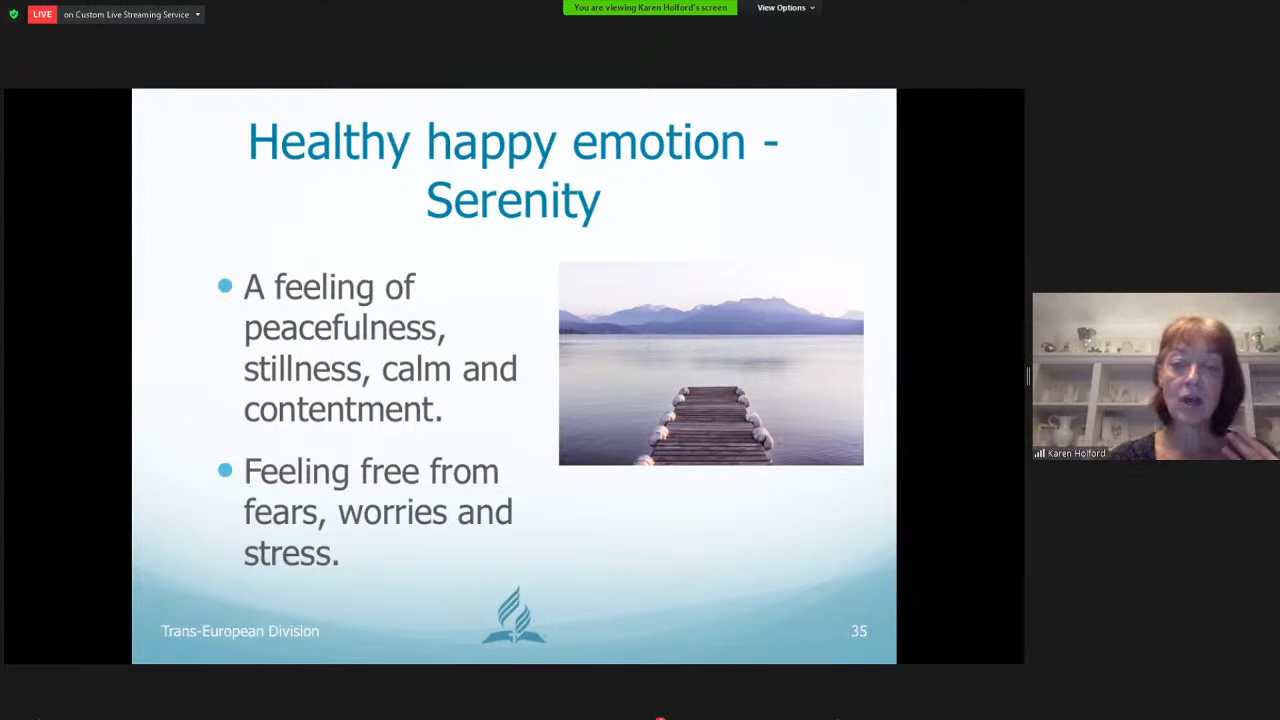 LIVE on Custom Live Streaming Service
You are viewing Karen Holford's screen
View Options
Healthy happy emotion -
Serenity
A feeling of
peacefulness,
stillness, calm and
contentment.
Feeling free from
fears, worries and
stress.
Trans-European Division
35
Karen Holford